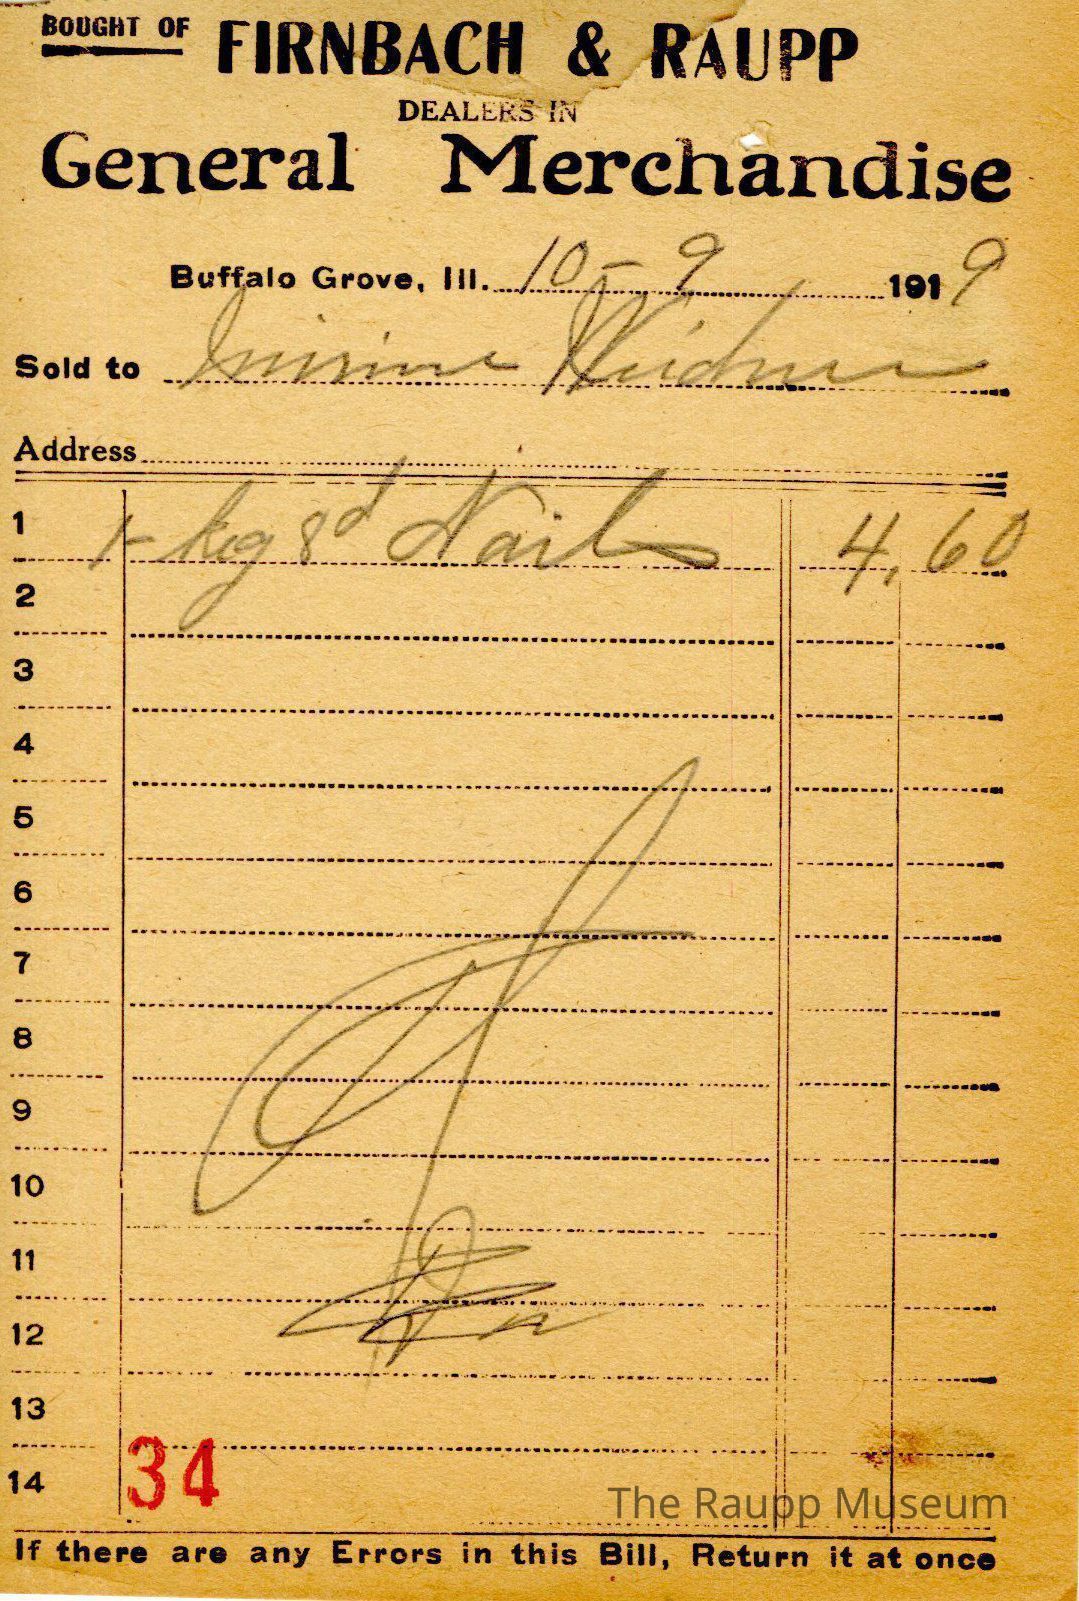 BOUGHT OF FIRNBACH & RAUPP
DEALERS IN
General Merchandise
Buffalo Grove, Ill. 10-9 1919
Sold to
Address
1 1- keg 8d Nails 4.60
2
3
4
5
6
7
8
9
10
11
12
13
14 34
The Raupp Museum
If there are any Errors in this Bill, Return it at once